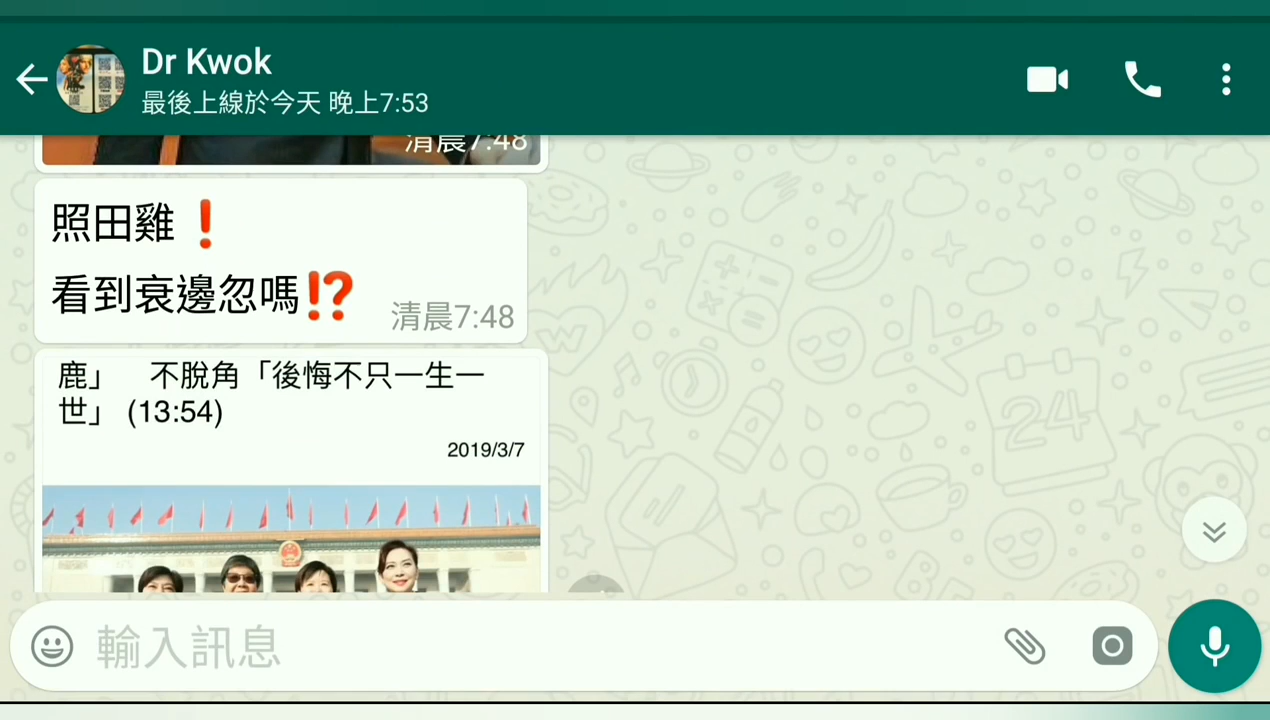 Dr Kwok
最後上線於今天 晚上7:53
清晨7:48
照田雞❗
看到衰邊忽嗎⁉️
清晨7:48
鹿」 不脫角「後悔不只一生一
世」 (13:54)
2019/3/7
輸入訊息